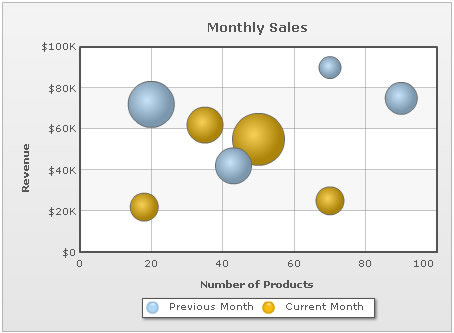 Monthly Sales
$100K
$80K
$60K
$40K
$20K
$0
Revenue
0 20 40 60 80 100
Number of Products
Previous Month Current Month